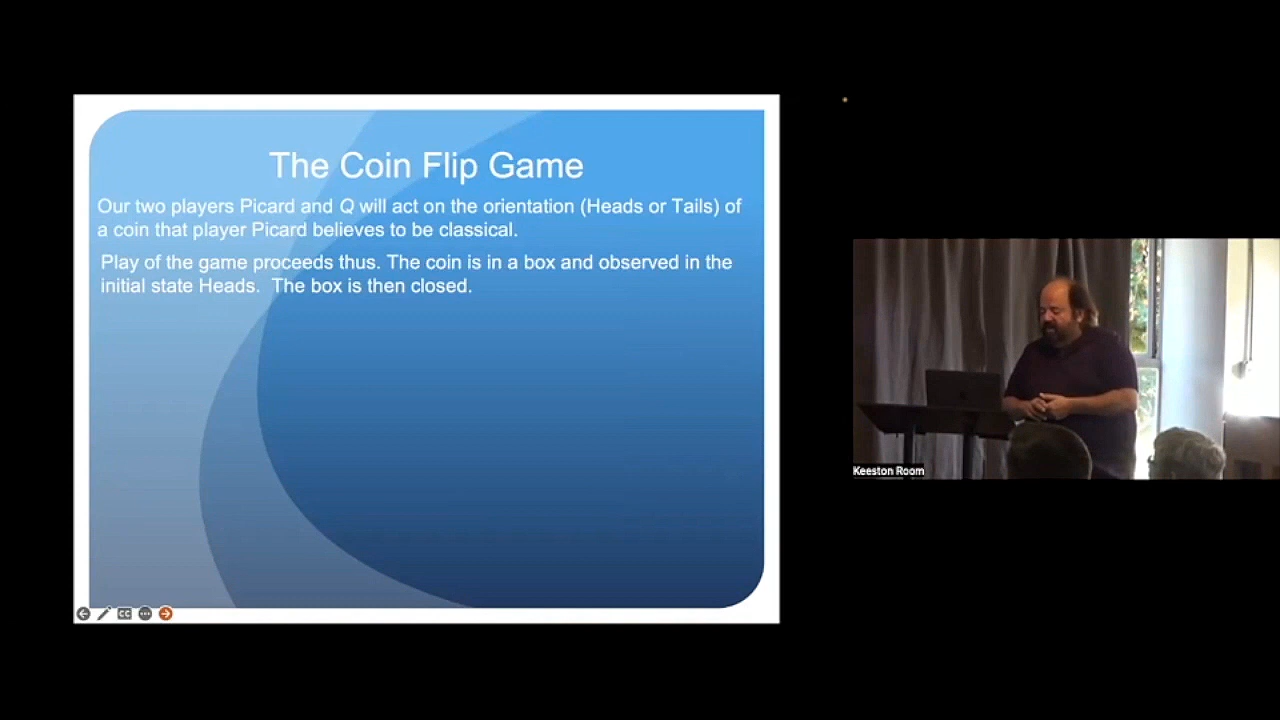 The Coin Flip Game
Our two players Picard and Q will act on the orientation (Heads or Tails) of
a coin that player Picard believes to be classical.
Play of the game proceeds thus. The coin is in a box and observed in the
initial state Heads.  The box is then closed.
CC
Keeston Room